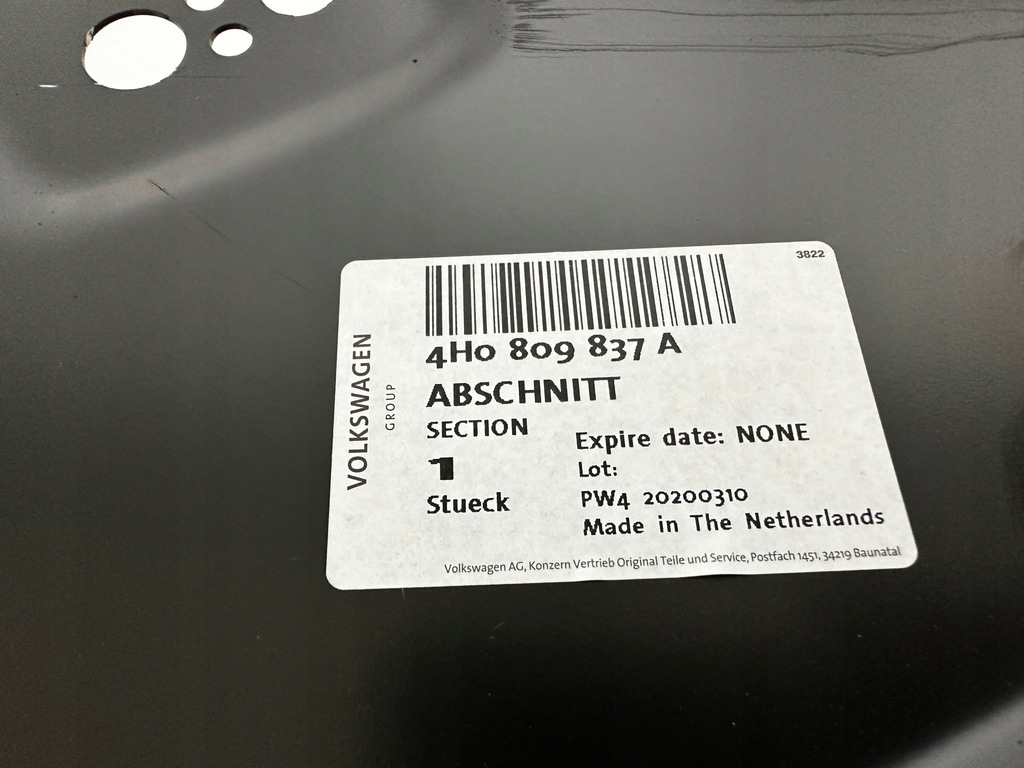 3822
4H0 809 837 A
ABSCHNITT
SECTION
1
Stueck
Expire date: NONE
Lot:
PW4 20200310
Made in The Netherlands
VOLKSWAGEN
GROUP
Volkswagen AG, Konzern Vertrieb Original Teile und Service, Postfach 1451, 34219 Baunatal